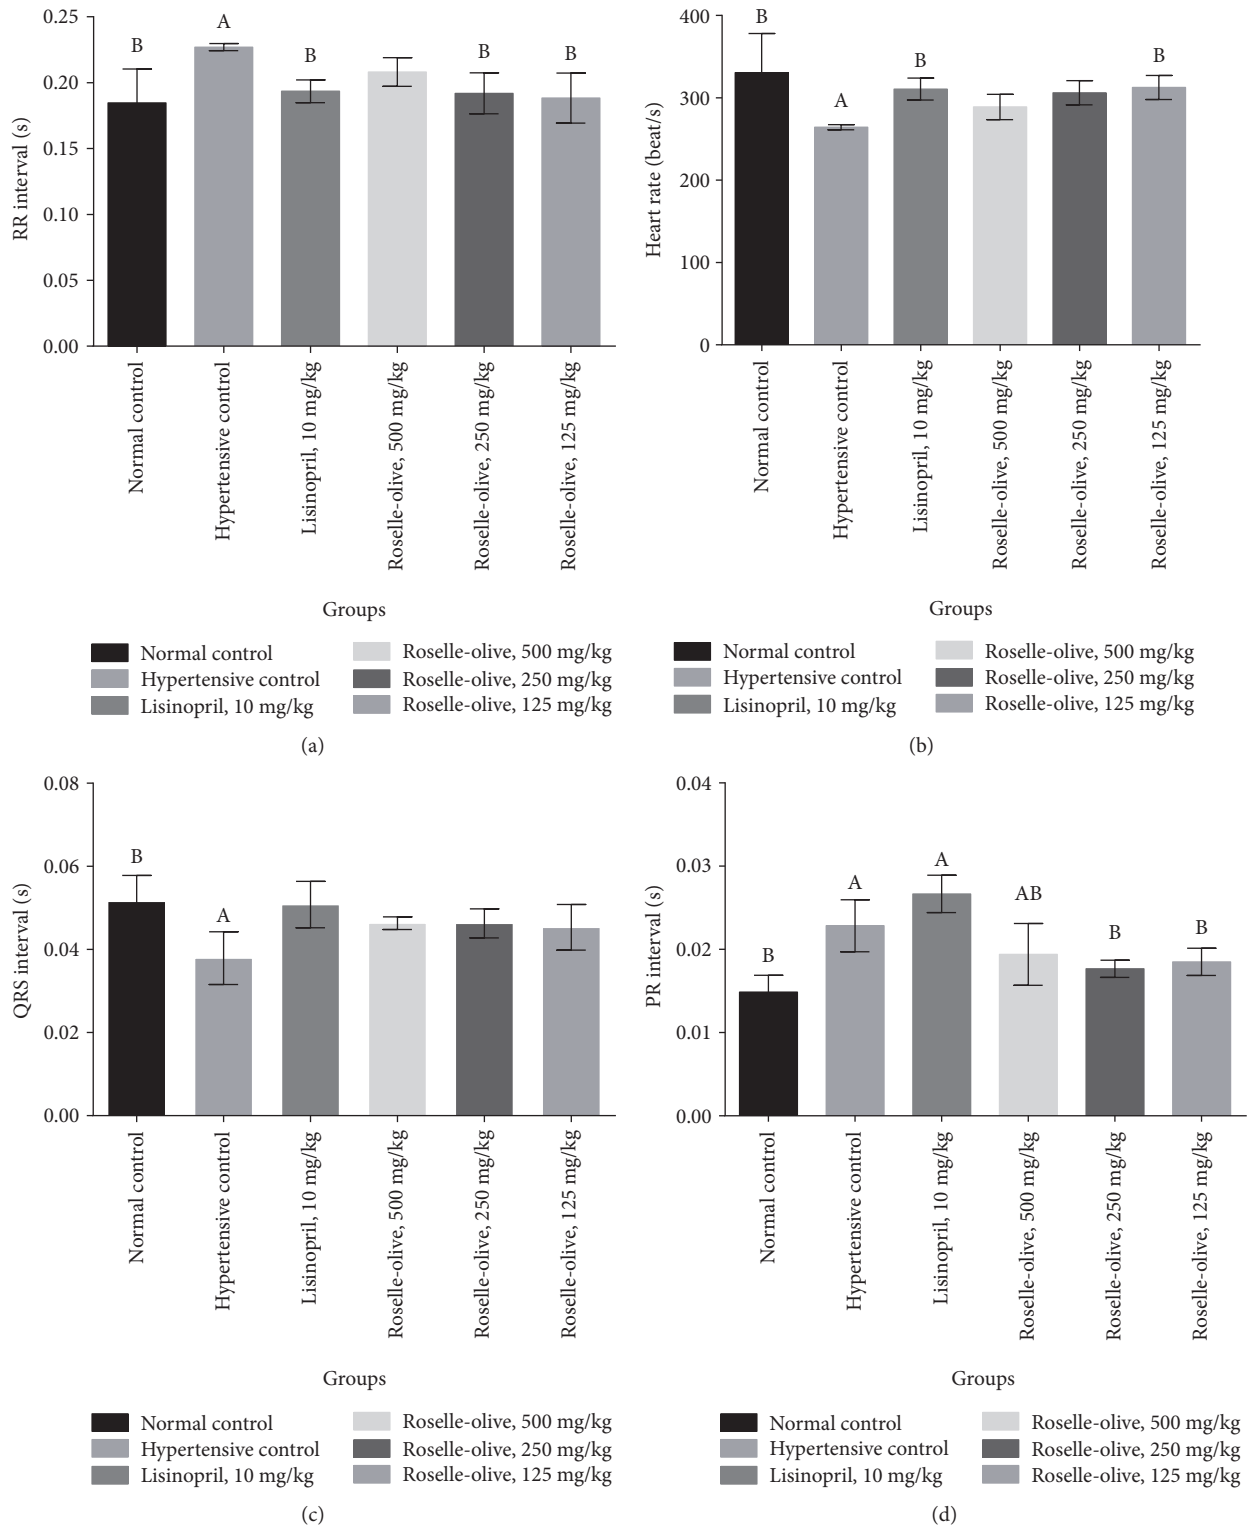 0.25
0.20
0.15
0.10
0.05
0.00
RR interval (s)
B
A
B
B
B
Normal control
Hypertensive control
Lisinopril, 10 mg/kg
Roselle-olive, 500 mg/kg
Roselle-olive, 250 mg/kg
Roselle-olive, 125 mg/kg
Groups
Normal control
Hypertensive control
Lisinopril, 10 mg/kg
Roselle-olive, 500 mg/kg
Roselle-olive, 250 mg/kg
Roselle-olive, 125 mg/kg
(a)
400
300
200
100
0
Heart rate (beat/s)
B
A
B
B
Normal control
Hypertensive control
Lisinopril, 10 mg/kg
Roselle-olive, 500 mg/kg
Roselle-olive, 250 mg/kg
Roselle-olive, 125 mg/kg
Groups
Normal control
Hypertensive control
Lisinopril, 10 mg/kg
Roselle-olive, 500 mg/kg
Roselle-olive, 250 mg/kg
Roselle-olive, 125 mg/kg
(b)
0.08
0.06
0.04
0.02
0.00
QRS interval (s)
B
A
Normal control
Hypertensive control
Lisinopril, 10 mg/kg
Roselle-olive, 500 mg/kg
Roselle-olive, 250 mg/kg
Roselle-olive, 125 mg/kg
Groups
Normal control
Hypertensive control
Lisinopril, 10 mg/kg
Roselle-olive, 500 mg/kg
Roselle-olive, 250 mg/kg
Roselle-olive, 125 mg/kg
(c)
0.04
0.03
0.02
0.01
0.00
PR interval (s)
B
A
A
AB
B
B
Normal control
Hypertensive control
Lisinopril, 10 mg/kg
Roselle-olive, 500 mg/kg
Roselle-olive, 250 mg/kg
Roselle-olive, 125 mg/kg
Groups
Normal control
Hypertensive control
Lisinopril, 10 mg/kg
Roselle-olive, 500 mg/kg
Roselle-olive, 250 mg/kg
Roselle-olive, 125 mg/kg
(d)